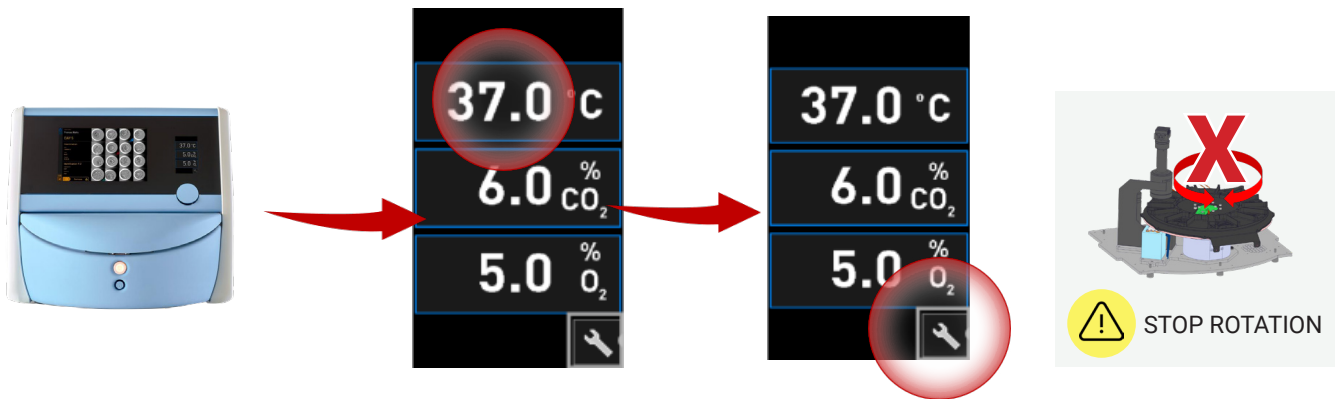 37.0 °C
6.0 % CO₂
5.0 % O₂
37.0 °C
6.0 % CO₂
5.0 % O₂
X
STOP ROTATION